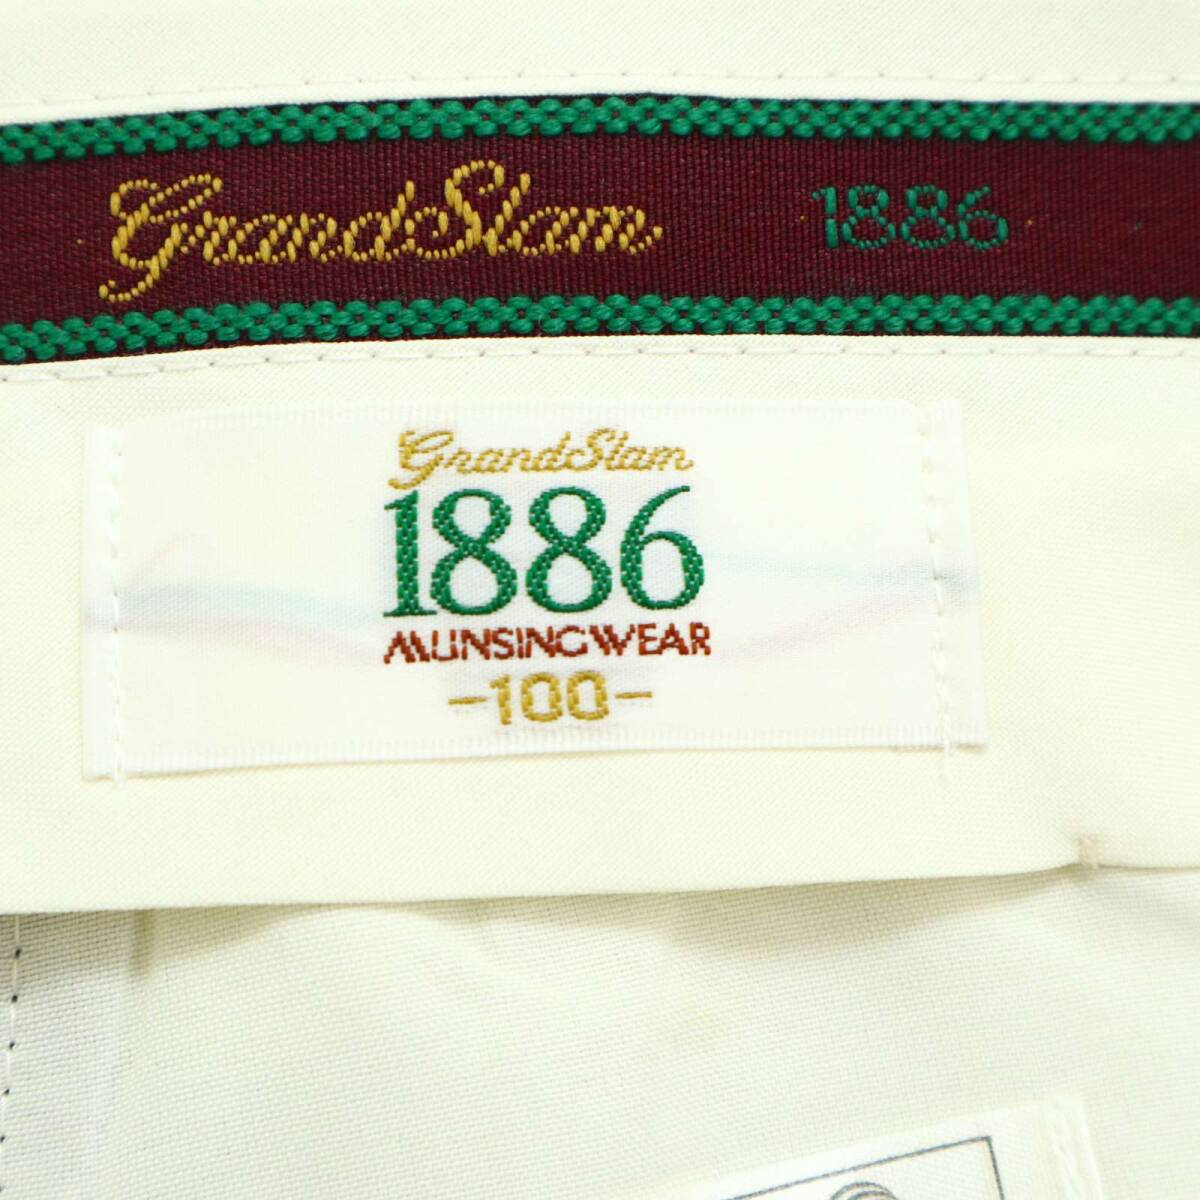 GrandSlam 1886
GrandSlam
1886
MUNSINGWEAR
-100-